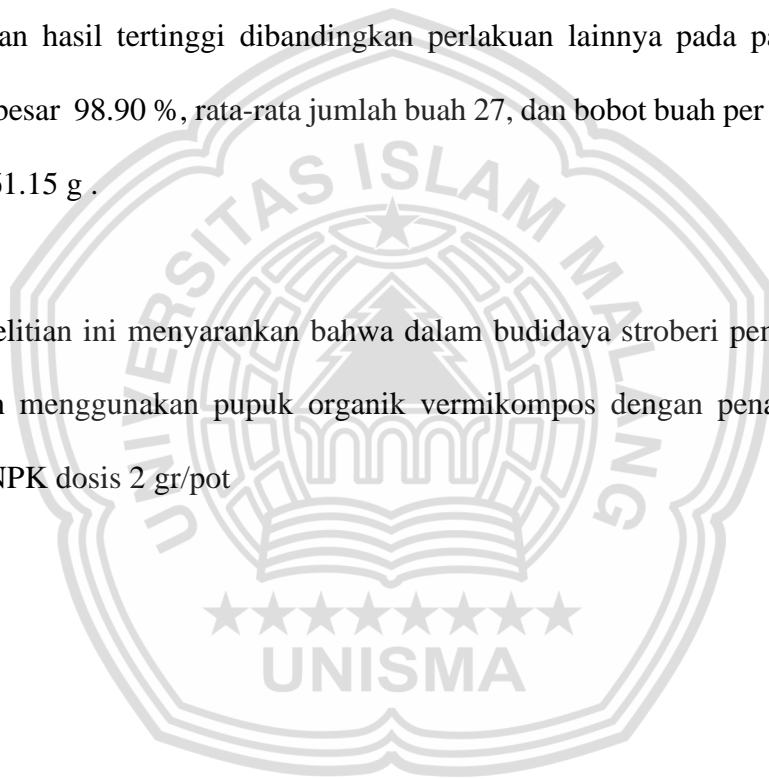 an hasil tertinggi dibandingkan perlakuan lainnya pada pa
besar 98.90 %, rata-rata jumlah buah 27, dan bobot buah per
1.15 g .
UNIVERSITAS ISLAM MALANG
elitian ini menyarankan bahwa dalam budidaya stroberi pen
menggunakan pupuk organik vermikompos dengan pena
NPK dosis 2 gr/pot
UNISMA